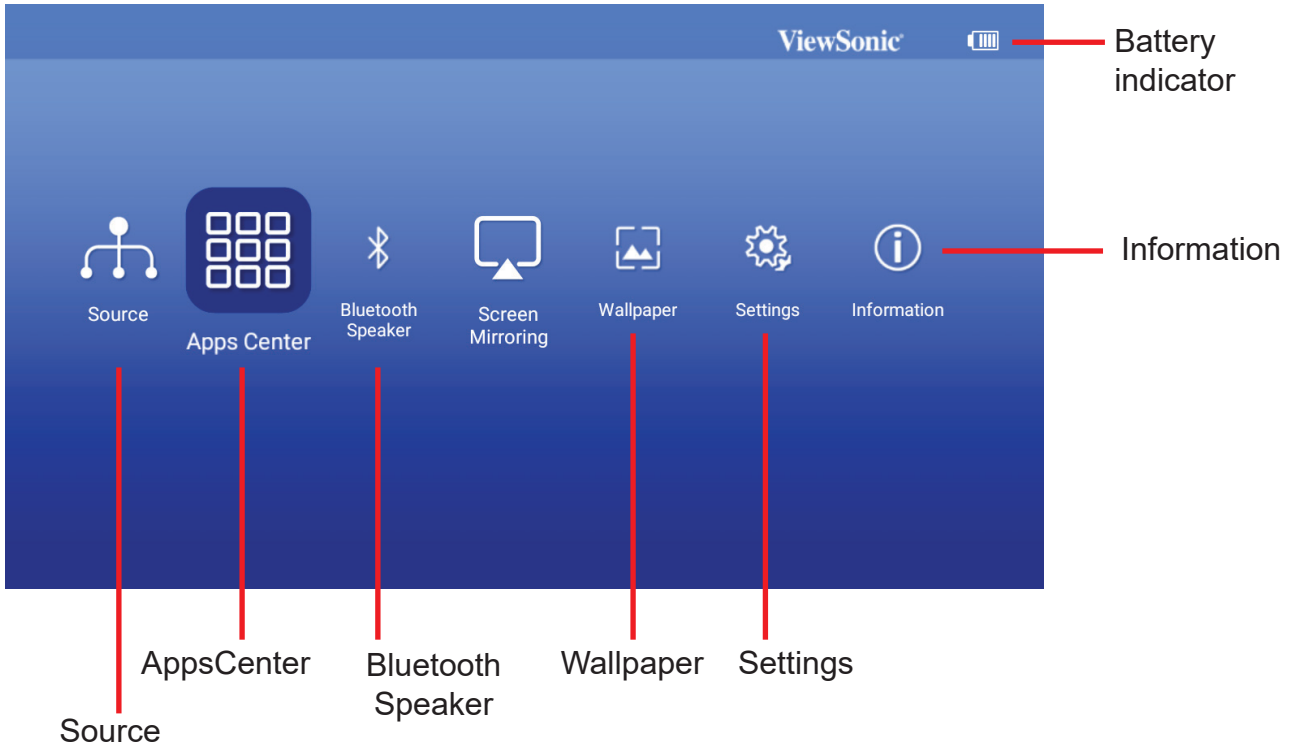 ViewSonic
Battery
indicator
Information
Source
Apps Center
Bluetooth
Speaker
Screen
Mirroring
Wallpaper
Settings
Information
AppsCenter
Bluetooth
Speaker
Wallpaper
Settings
Source